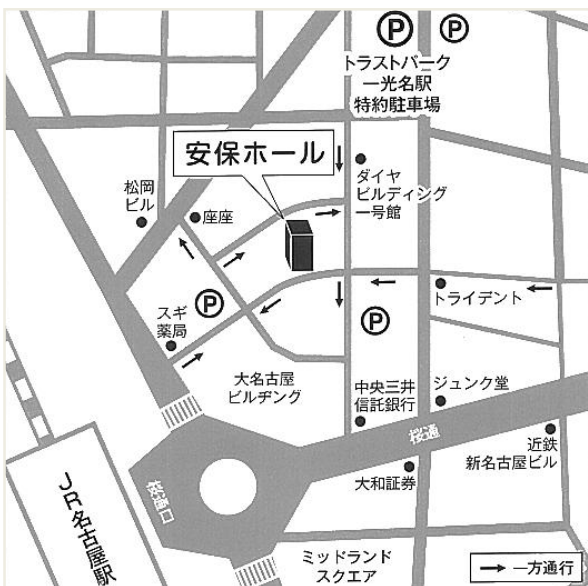 P
P
トラストパーク
一光名駅
特約駐車場
安保ホール
松岡
ビル
座座
ダイヤ
ビルディング
一号館
スギ
薬局
P
P
トライデント
大名古屋
ビルヂング
中央三井
信託銀行
ジュンク堂
桜通
近鉄
新名古屋ビル
大和証券
桜通口
JR名古屋駅
ミッドランド
スクエア
一方通行